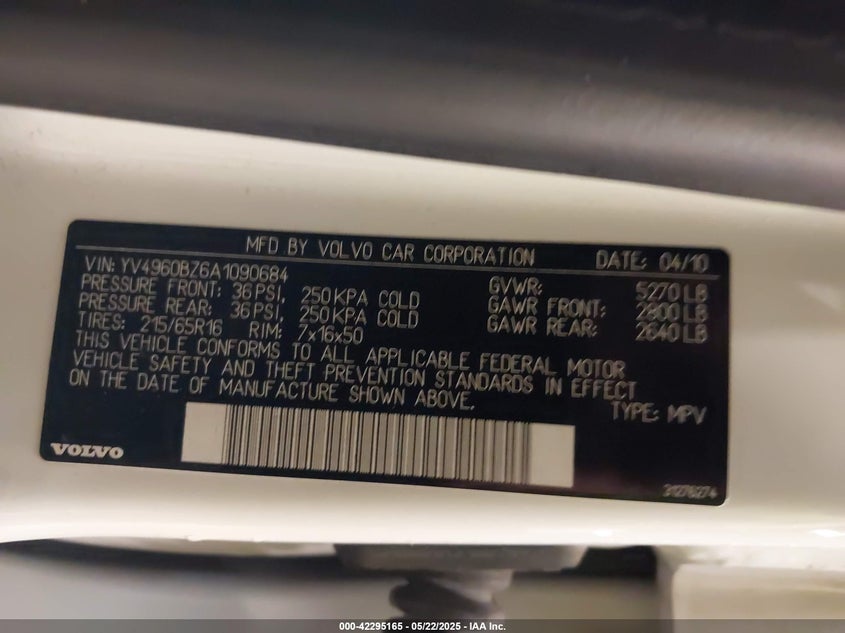 MFD BY VOLVO CAR CORPORATION DATE: 04/10
VIN: YV4960BZ6A1090684
PRESSURE FRONT: 36 PSI, 250 KPA COLD
PRESSURE REAR: 36 PSI, 250 KPA COLD
TIRES: 215/65R16 RIM: 7x16x50
GVWR: 5270 LB
GAWR FRONT: 2800 LB
GAWR REAR: 2640 LB
THIS VEHICLE CONFORMS TO ALL APPLICABLE FEDERAL MOTOR
VEHICLE SAFETY AND THEFT PREVENTION STANDARDS IN EFFECT
ON THE DATE OF MANUFACTURE SHOWN ABOVE.
TYPE: MPV
VOLVO
31276274
000-42295165 - 05/22/2025 - IAA Inc.